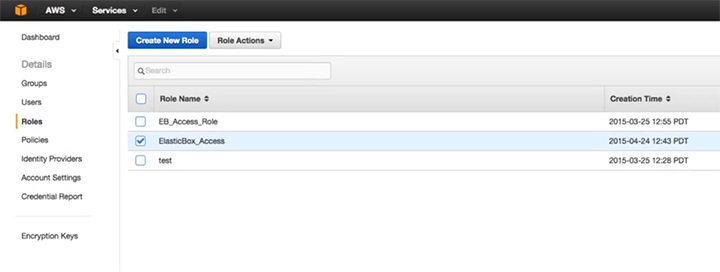 AWS Services Edit
Dashboard
Details
Groups
Users
Roles
Policies
Identity Providers
Account Settings
Credential Report
Encryption Keys
Create New Role Role Actions
Search
Role Name Creation Time
EB_Access_Role 2015-03-25 12:55 PDT
ElasticBox_Access 2015-04-24 12:43 PDT
test 2015-03-25 12:28 PDT